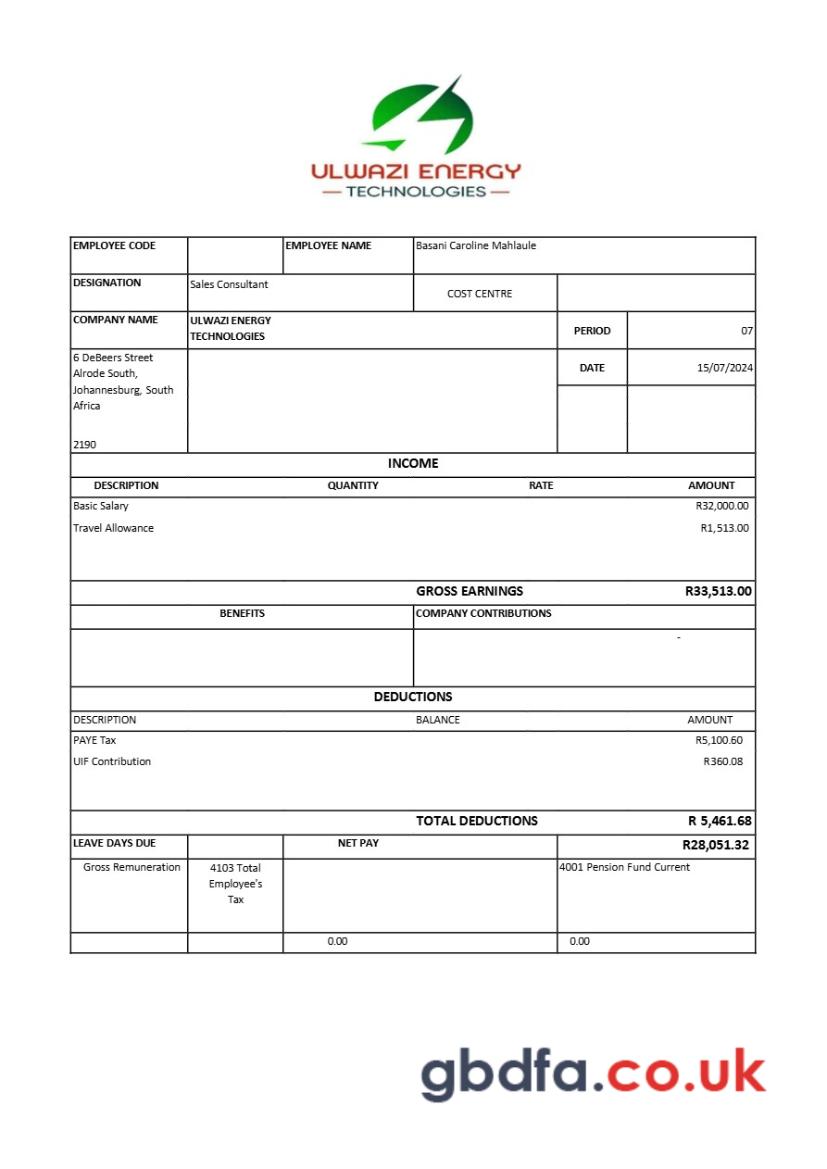 ULWAZI ENERGY
TECHNOLOGIES
EMPLOYEE CODE EMPLOYEE NAME Basani Caroline Mahlaule
DESIGNATION Sales Consultant COST CENTRE
COMPANY NAME ULWAZI ENERGY
TECHNOLOGIES PERIOD 07
6 DeBeers Street
Alrode South,
Johannesburg, South
Africa
2190
DATE 15/07/2024
INCOME
DESCRIPTION QUANTITY RATE AMOUNT
Basic Salary R32,000.00
Travel Allowance R1,513.00
GROSS EARNINGS R33,513.00
BENEFITS COMPANY CONTRIBUTIONS
-
DEDUCTIONS
DESCRIPTION BALANCE AMOUNT
PAYE Tax R5,100.60
UIF Contribution R360.08
TOTAL DEDUCTIONS R 5,461.68
LEAVE DAYS DUE NET PAY R28,051.32
Gross Remuneration 4103 Total
Employee's
Tax
4001 Pension Fund Current
0.00 0.00
gbdfa.co.uk